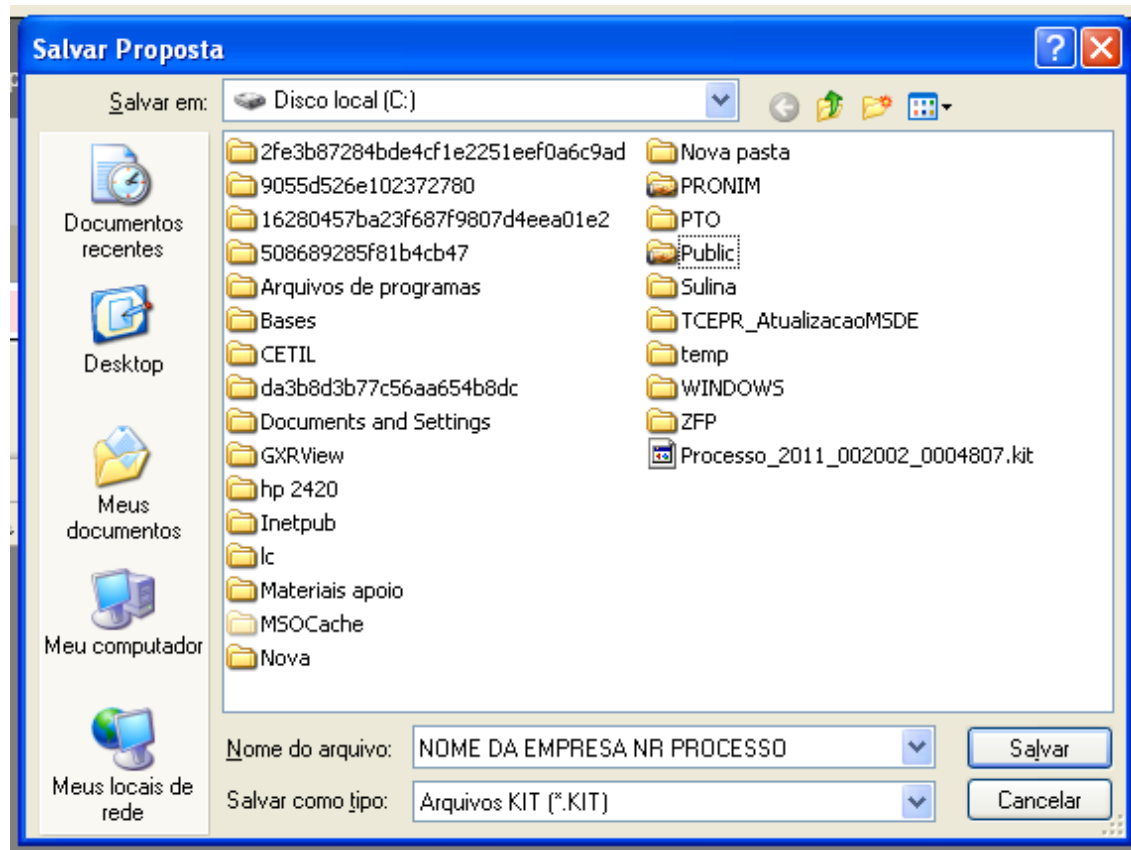 Salvar Proposta
Salvar em:
Disco local (C:)
Documentos
recentes
Desktop
Meus
documentos
Meu computador
Meus locais de
rede
2fe3b87284bde4cf1e2251eef0a6c9ad
9055d526e102372780
16280457ba23f687f9807d4eea01e2
508689285f81b4cb47
Arquivos de programas
Bases
CETIL
da3b8d3b77c56aa654b8dc
Documents and Settings
GXRView
hp 2420
Inetpub
lc
Materiais apoio
MSOCache
Nova
Nova pasta
PRONIM
PTO
Public
Sulina
TCEPR_AtualizacaoMSDE
temp
WINDOWS
ZFP
Processo_2011_002002_0004807.kit
Nome do arquivo:
NOME DA EMPRESA NR PROCESSO
Salvar
Salvar como tipo:
Arquivos KIT (*.KIT)
Cancelar